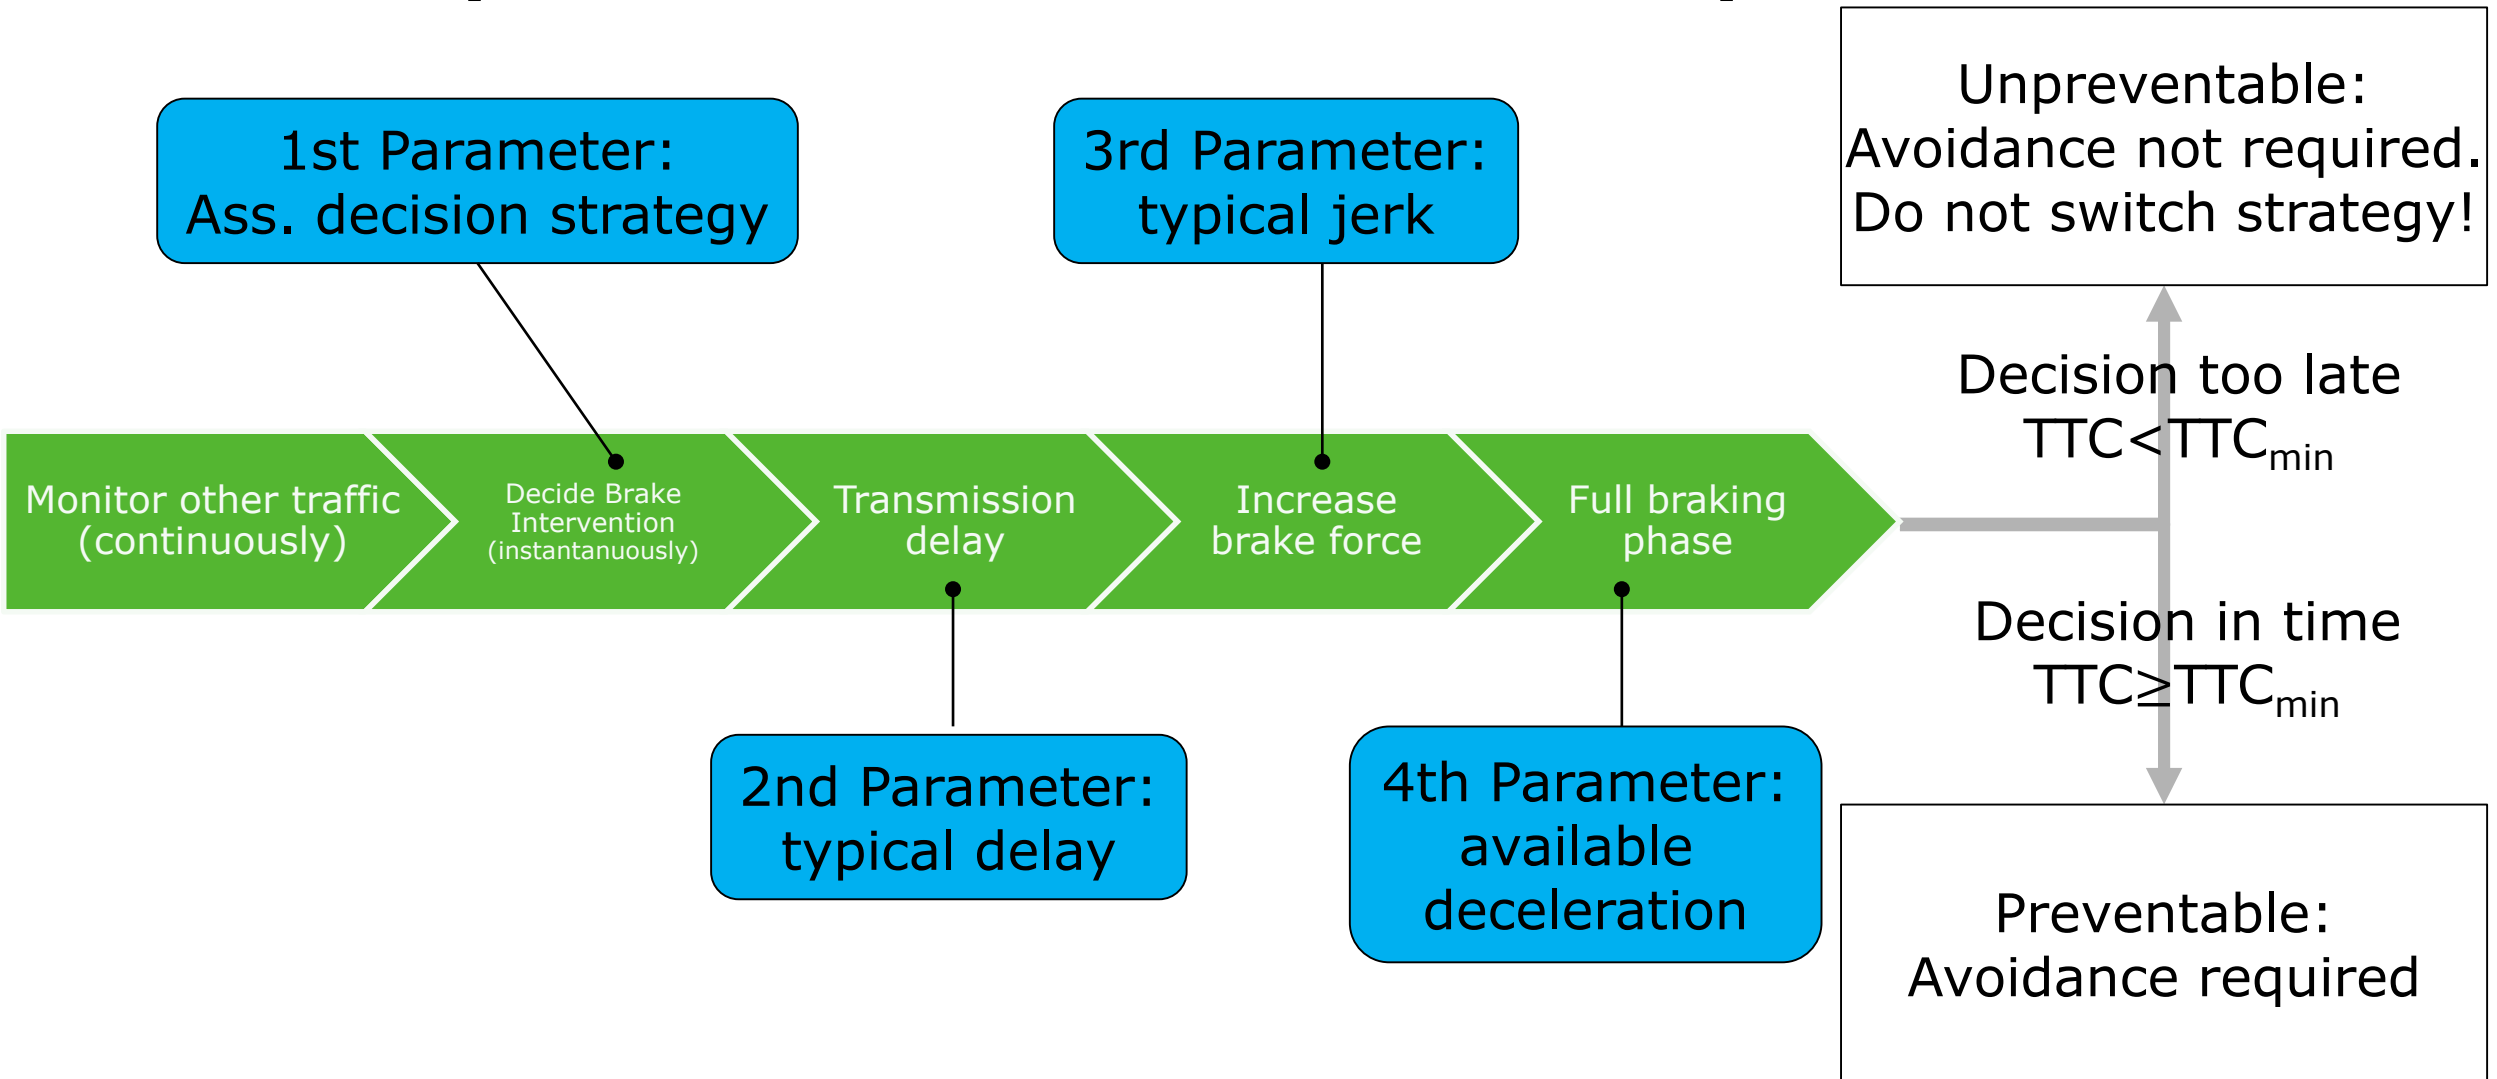 1st Parameter:
Ass. decision strategy
3rd Parameter:
typical jerk
Unpreventable:
Avoidance not required.
Do not switch strategy!
Decision too late
TTC<TTCmin
Monitor other traffic
(continuously)
Decide Brake
Intervention
(instantanuously)
Transmission
delay
Increase
brake force
Full braking
phase
Decision in time
TTC≧TTCmin
2nd Parameter:
typical delay
4th Parameter:
available
deceleration
Preventable:
Avoidance required